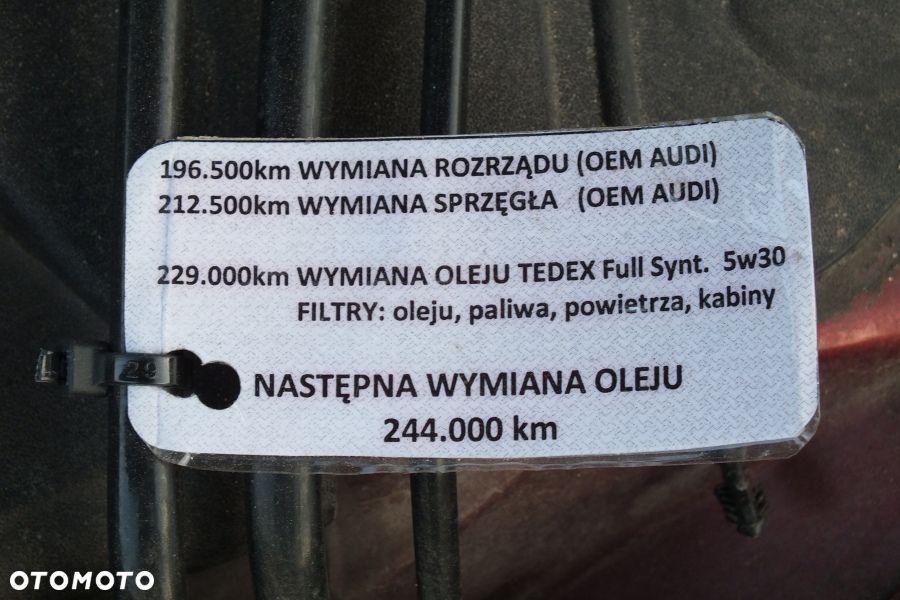 196.500km WYMIANA ROZRZĄDU (OEM AUDI)
212.500km WYMIANA SPRZĘGŁA (OEM AUDI)
229.000km WYMIANA OLEJU TEDEX Full Synt. 5w30
FILTRY: oleju, paliwa, powietrza, kabiny
29
NASTĘPNA WYMIANA OLEJU
244.000 km
OTOMOTO